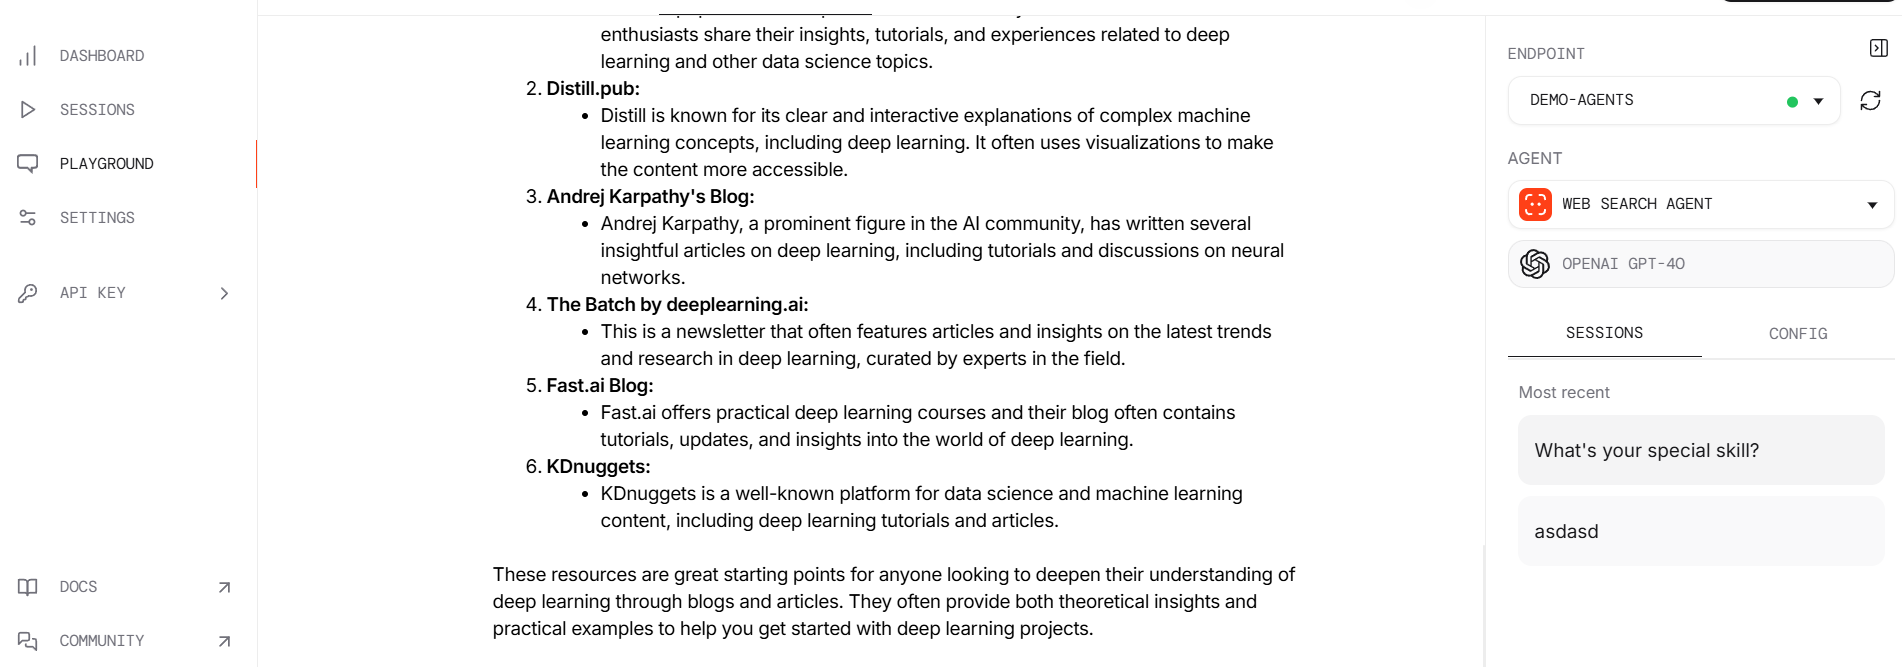 DASHBOARD
SESSIONS
PLAYGROUND
SETTINGS
API KEY
DOCS
COMMUNITY
enthusiasts share their insights, tutorials, and experiences related to deep
learning and other data science topics.
2. Distill.pub:
• Distill is known for its clear and interactive explanations of complex machine
learning concepts, including deep learning. It often uses visualizations to make
the content more accessible.
3. Andrej Karpathy's Blog:
• Andrej Karpathy, a prominent figure in the AI community, has written several
insightful articles on deep learning, including tutorials and discussions on neural
networks.
4. The Batch by deeplearning.ai:
• This is a newsletter that often features articles and insights on the latest trends
and research in deep learning, curated by experts in the field.
5. Fast.ai Blog:
• Fast.ai offers practical deep learning courses and their blog often contains
tutorials, updates, and insights into the world of deep learning.
6. KDnuggets:
• KDnuggets is a well-known platform for data science and machine learning
content, including deep learning tutorials and articles.
These resources are great starting points for anyone looking to deepen their understanding of
deep learning through blogs and articles. They often provide both theoretical insights and
practical examples to help you get started with deep learning projects.
ENDPOINT
DEMO-AGENTS
AGENT
WEB SEARCH AGENT
OPENAI GPT-4O
SESSIONS
CONFIG
Most recent
What's your special skill?
asdasd